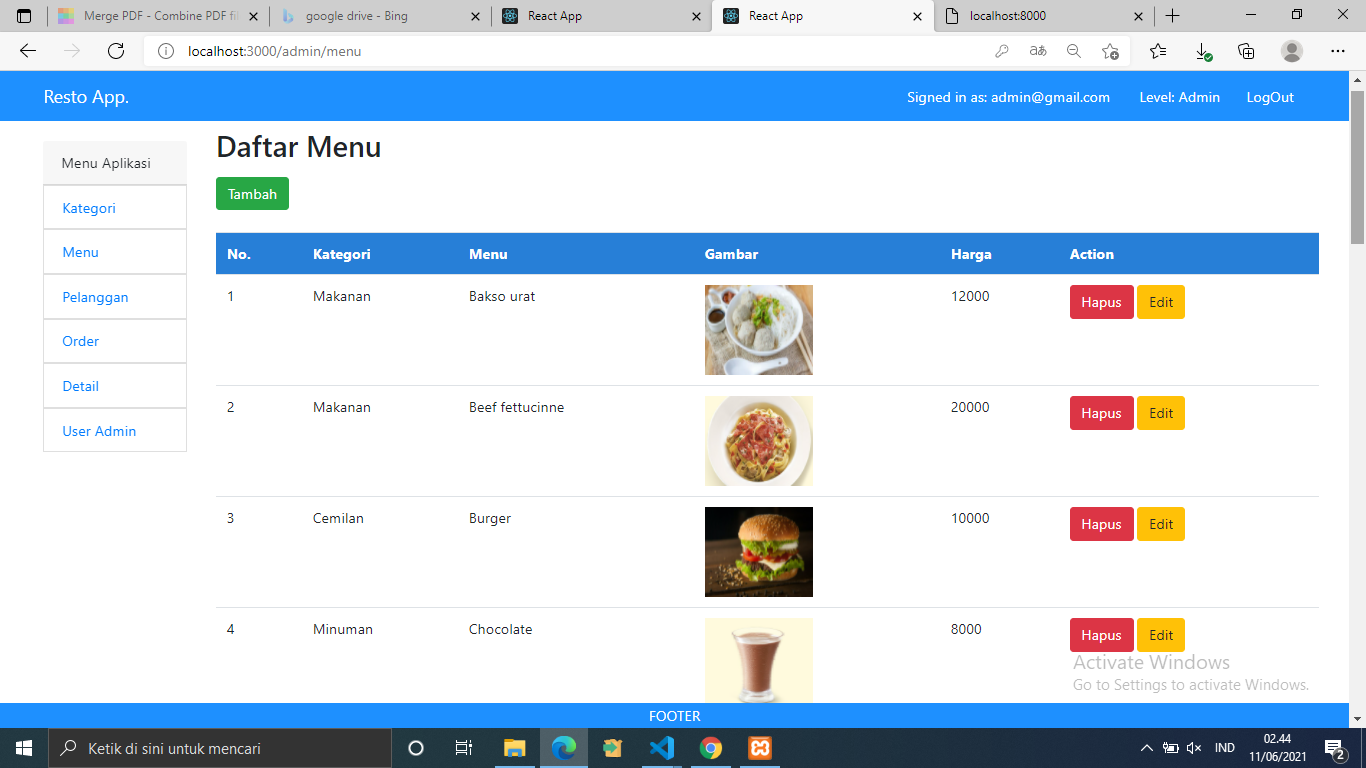 Merge PDF - Combine PDF fil
google drive - Bing
React App
React App
localhost:8000
localhost:3000/admin/menu
Resto App.
Signed in as: admin@gmail.com Level: Admin LogOut
Menu Aplikasi
Kategori
Menu
Pelanggan
Order
Detail
User Admin
Daftar Menu
Tambah
No. Kategori Menu Gambar Harga Action
1 Makanan Bakso urat 12000 Hapus Edit
2 Makanan Beef fettucinne 20000 Hapus Edit
3 Cemilan Burger 10000 Hapus Edit
4 Minuman Chocolate 8000 Hapus Edit
Activate Windows
Go to Settings to activate Windows.
FOOTER
Ketik di sini untuk mencari
IND
02.44
11/06/2021
2